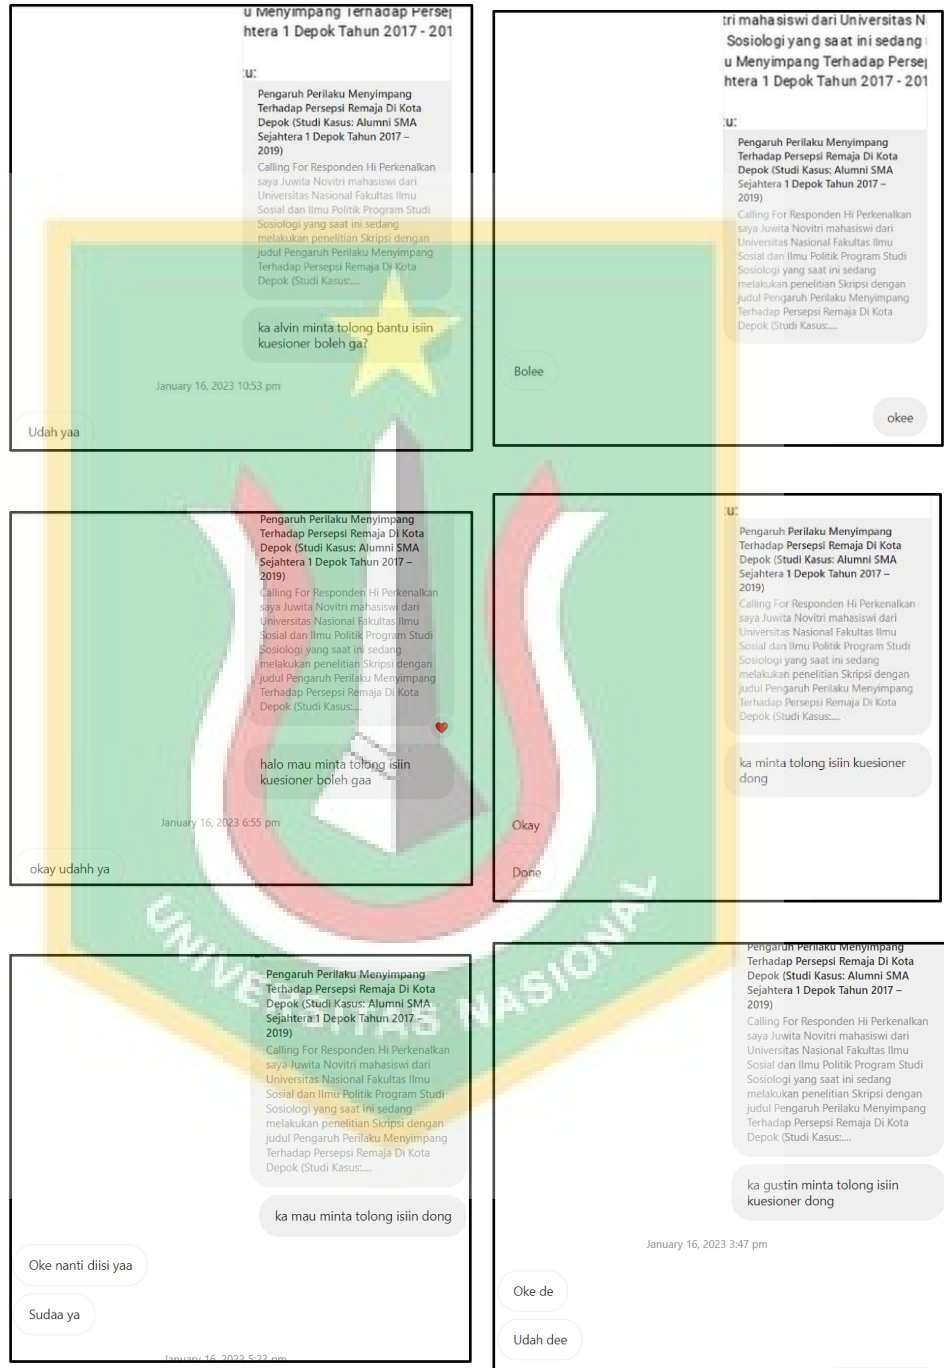 u Menyimpang Terhadap Persep
htera 1 Depok Tahun 2017 - 201
:u:
Pengaruh Perilaku Menyimpang
Terhadap Persepsi Remaja Di Kota
Depok (Studi Kasus: Alumni SMA
Sejahtera 1 Depok Tahun 2017 –
2019)
Calling For Responden Hi Perkenalkan
saya Juwita Novitri mahasiswi dari
Universitas Nasional Fakultas Ilmu
Sosial dan Ilmu Politik Program Studi
Sosiologi yang saat ini sedang
melakukan penelitian Skripsi dengan
judul Pengaruh Perilaku Menyimpang
Terhadap Persepsi Remaja Di Kota
Depok (Studi Kasus:....
ka alvin minta tolong bantu isiin
kuesioner boleh ga?
January 16, 2023 10:53 pm
Udah yaa
tri mahasiswi dari Universitas N
Sosiologi yang saat ini sedang
u Menyimpang Terhadap Persep
htera 1 Depok Tahun 2017 - 201
:u:
Pengaruh Perilaku Menyimpang
Terhadap Persepsi Remaja Di Kota
Depok (Studi Kasus: Alumni SMA
Sejahtera 1 Depok Tahun 2017 –
2019)
Calling For Responden Hi Perkenalkan
saya Juwita Novitri mahasiswi dari
Universitas Nasional Fakultas Ilmu
Sosial dan Ilmu Politik Program Studi
Sosiologi yang saat ini sedang
melakukan penelitian Skripsi dengan
judul Pengaruh Perilaku Menyimpang
Terhadap Persepsi Remaja Di Kota
Depok (Studi Kasus:....
Bolee
okee
Pengaruh Perilaku Menyimpang
Terhadap Persepsi Remaja Di Kota
Depok (Studi Kasus: Alumni SMA
Sejahtera 1 Depok Tahun 2017 –
2019)
Calling For Responden Hi Perkenalkan
saya Juwita Novitri mahasiswi dari
Universitas Nasional Fakultas Ilmu
Sosial dan Ilmu Politik Program Studi
Sosiologi yang saat ini sedang
melakukan penelitian Skripsi dengan
judul Pengaruh Perilaku Menyimpang
Terhadap Persepsi Remaja Di Kota
Depok (Studi Kasus:....
halo mau minta tolong isiin
kuesioner boleh gaa
January 16, 2023 6:55 pm
okay udahh ya
u:
Pengaruh Perilaku Menyimpang
Terhadap Persepsi Remaja Di Kota
Depok (Studi Kasus: Alumni SMA
Sejahtera 1 Depok Tahun 2017 –
2019)
Calling For Responden Hi Perkenalkan
saya Juwita Novitri mahasiswi dari
Universitas Nasional Fakultas Ilmu
Sosial dan Ilmu Politik Program Studi
Sosiologi yang saat ini sedang
melakukan penelitian Skripsi dengan
judul Pengaruh Perilaku Menyimpang
Terhadap Persepsi Remaja Di Kota
Depok (Studi Kasus:....
ka minta tolong isiin kuesioner
dong
Okay
Done
UNIVERSITAS NASIONAL
Pengaruh Perilaku Menyimpang
Terhadap Persepsi Remaja Di Kota
Depok (Studi Kasus: Alumni SMA
Sejahtera 1 Depok Tahun 2017 –
2019)
Calling For Responden Hi Perkenalkan
saya Juwita Novitri mahasiswi dari
Universitas Nasional Fakultas Ilmu
Sosial dan Ilmu Politik Program Studi
Sosiologi yang saat ini sedang
melakukan penelitian Skripsi dengan
judul Pengaruh Perilaku Menyimpang
Terhadap Persepsi Remaja Di Kota
Depok (Studi Kasus:....
ka mau minta tolong isiin dong
Oke nanti diisi yaa
Sudaa ya
January 16, 2023 5:23 pm
Pengaruh Perilaku Menyimpang
Terhadap Persepsi Remaja Di Kota
Depok (Studi Kasus: Alumni SMA
Sejahtera 1 Depok Tahun 2017 –
2019)
Calling For Responden Hi Perkenalkan
saya Juwita Novitri mahasiswi dari
Universitas Nasional Fakultas Ilmu
Sosial dan Ilmu Politik Program Studi
Sosiologi yang saat ini sedang
melakukan penelitian Skripsi dengan
judul Pengaruh Perilaku Menyimpang
Terhadap Persepsi Remaja Di Kota
Depok (Studi Kasus:....
ka gustin minta tolong isiin
kuesioner dong
January 16, 2023 3:47 pm
Oke de
Udah dee